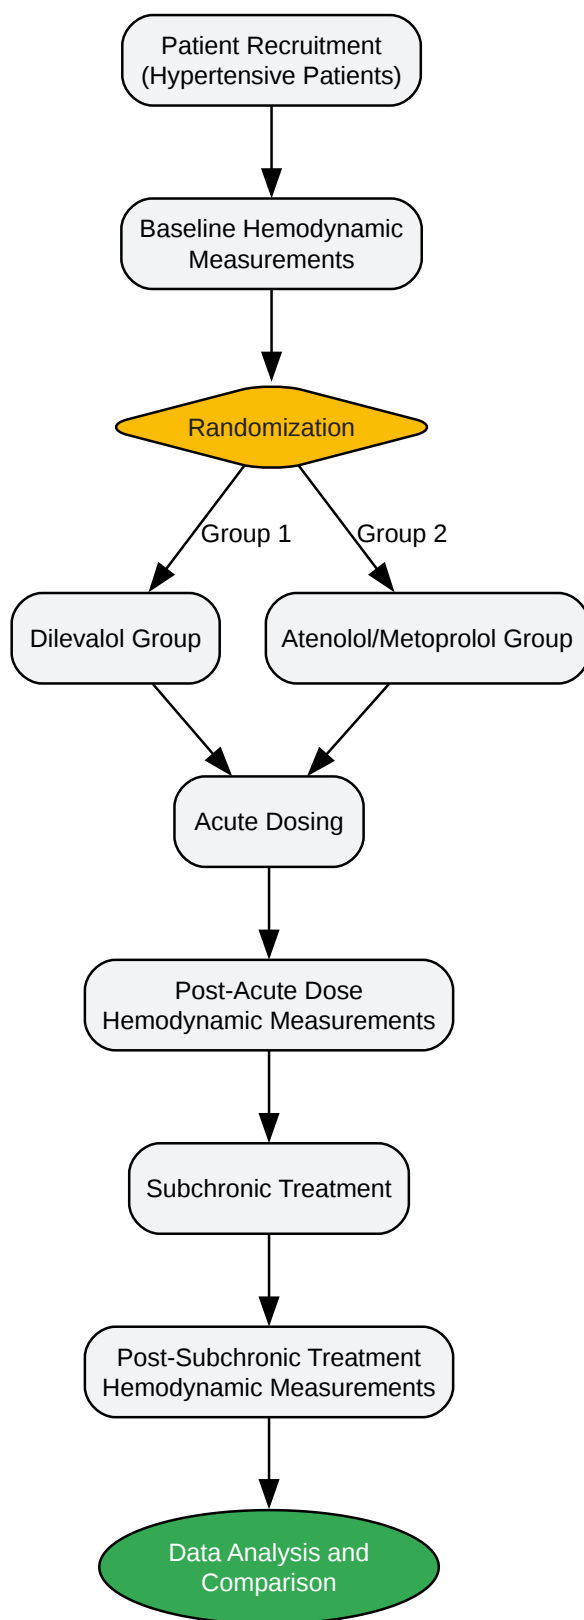 Patient Recruitment
(Hypertensive Patients)
Baseline Hemodynamic
Measurements
Randomization
Group 1
Group 2
Dilevalol Group
Atenolol/Metoprolol Group
Acute Dosing
Post-Acute Dose
Hemodynamic Measurements
Subchronic Treatment
Post-Subchronic Treatment
Hemodynamic Measurements
Data Analysis and
Comparison